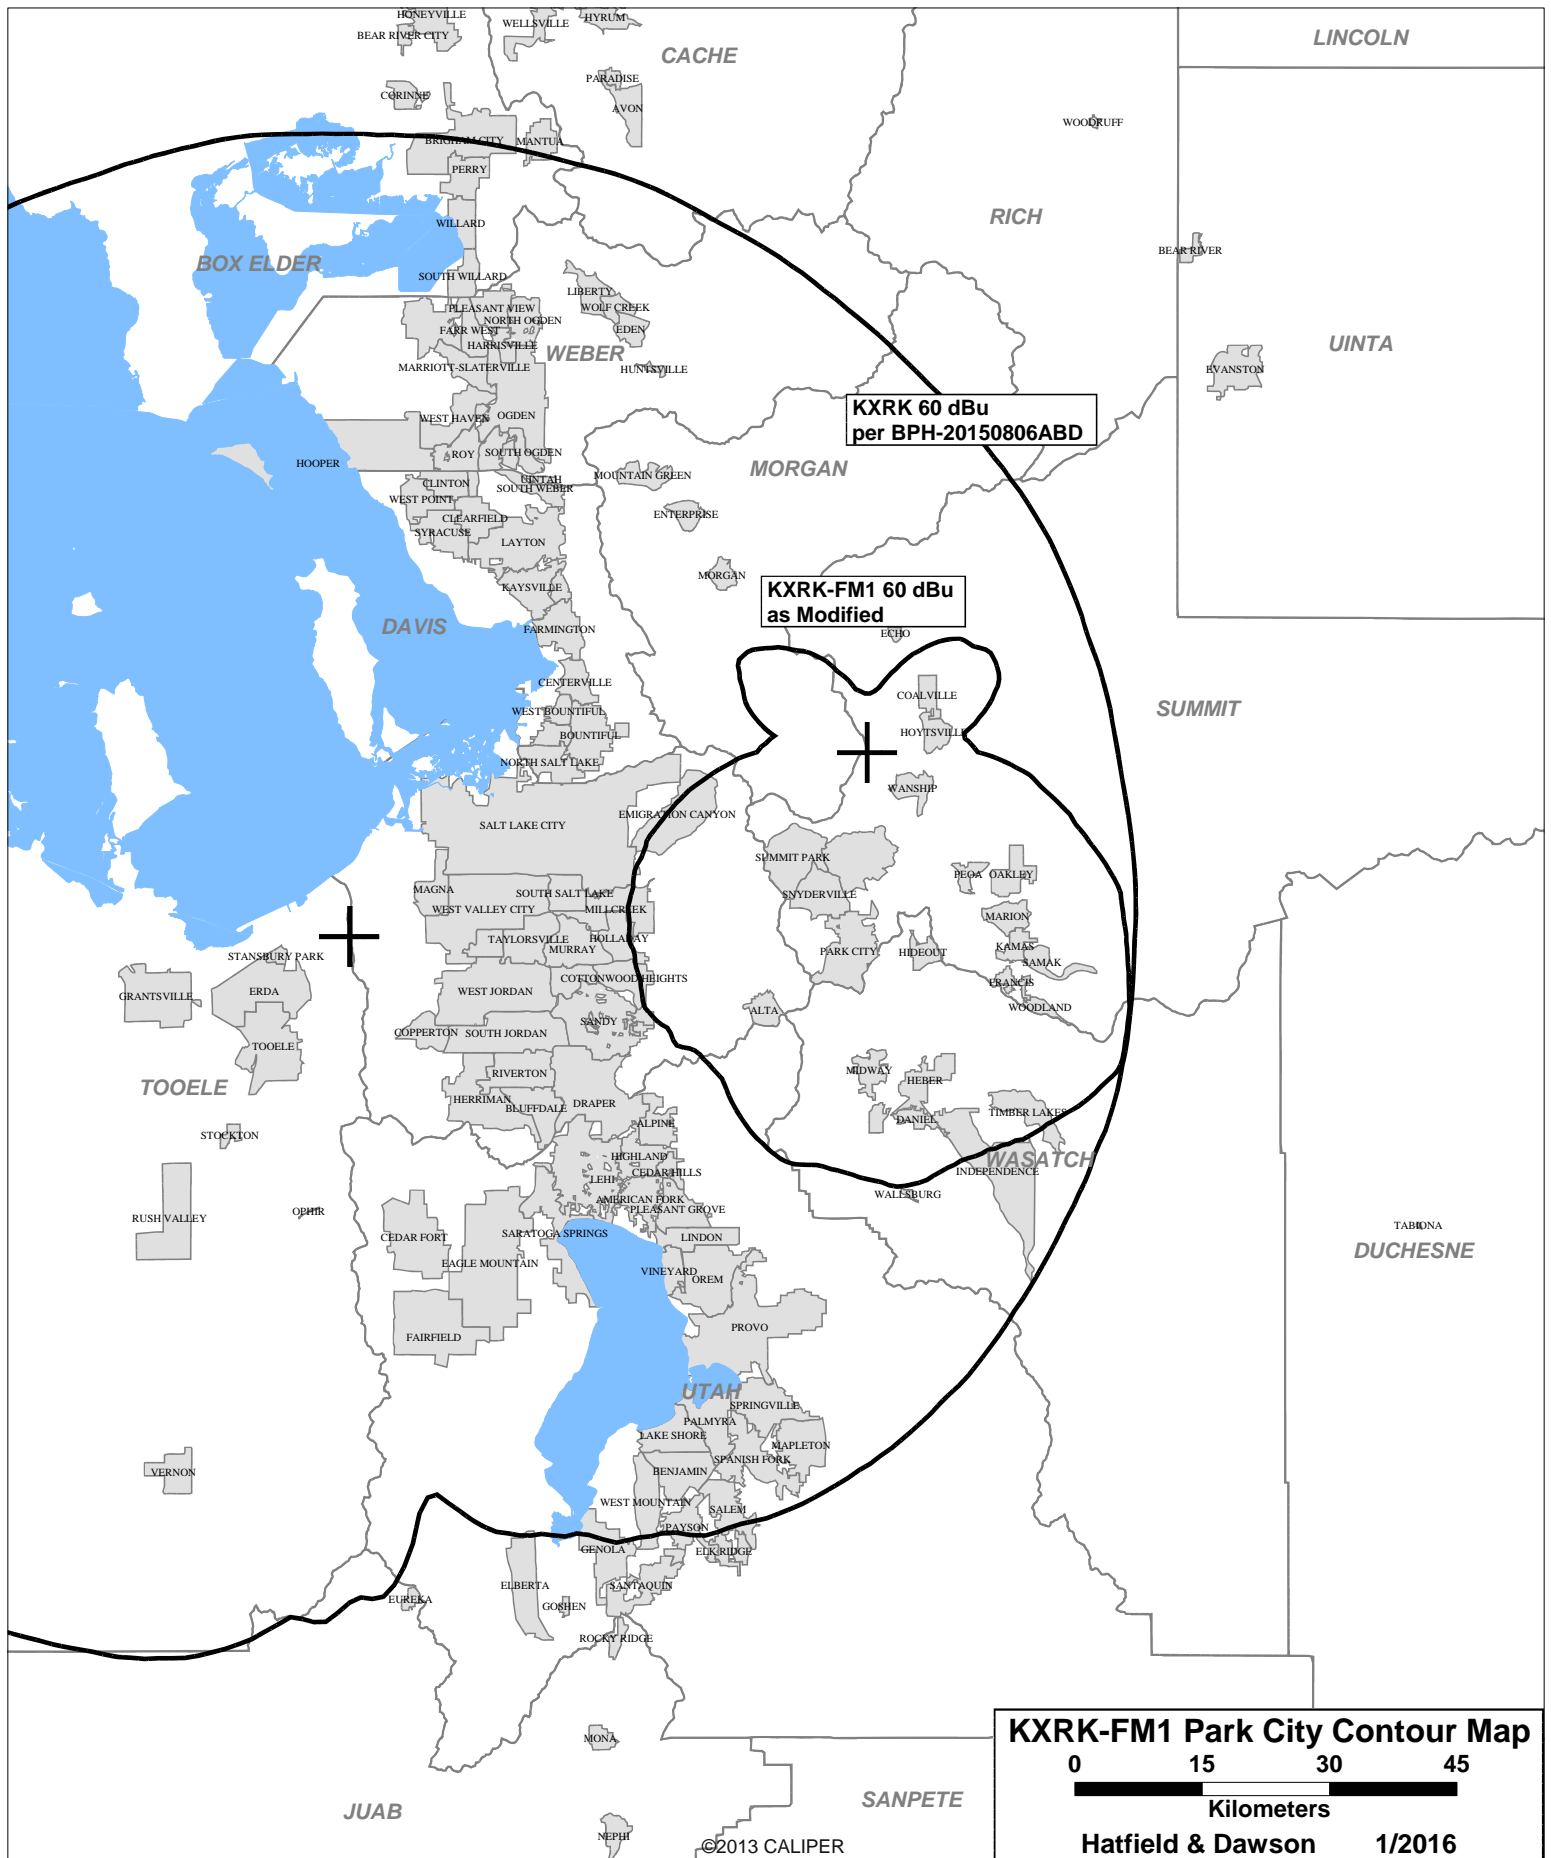 HONEYVILLE
WELLSVILLE
HYRUM
BEAR RIVER CITY
CACHE
LINCOLN
PARADISE
CORINNE
AVON
WOODRUFF
BRIGHAM CITY
MANTUA
PERRY
RICH
WILLARD
BEAR RIVER
BOX ELDER
SOUTH WILLARD
LIBERTY
PLEASANT VIEW
WOLF CREEK
NORTH OGDEN
FARR WEST
EDEN
HARRISVILLE
WEBER
UINTA
MARRIOTT-SLATERVILLE
HUNTSVILLE
EVANSTON
KXRK 60 dBu
per BPH-20150806ABD
WEST HAVEN
OGDEN
ROY
SOUTH OGDEN
HOOPER
MORGAN
MOUNTAIN GREEN
CLINTON
UINTAH
SOUTH WEBER
WEST POINT
ENTERPRISE
CLEARFIELD
SYRACUSE
LAYTON
MORGAN
KAYSVILLE
KXRK-FM1 60 dBu
as Modified
DAVIS
FARMINGTON
ECHO
CENTERVILLE
COALVILLE
WEST BOUNTIFUL
SUMMIT
BOUNTIFUL
HOYTSVILLE
NORTH SALT LAKE
WANSHIP
EMIGRATION CANYON
SALT LAKE CITY
SUMMIT PARK
PEOA
OAKLEY
MAGNA
SOUTH SALT LAKE
SNYDERVILLE
WEST VALLEY CITY
MILLCREEK
MARION
TAYLORSVILLE
HOLLADAY
MURRAY
KAMAS
PARK CITY
HIDEOUT
STANSBURY PARK
SAMAK
COTTONWOOD HEIGHTS
FRANCIS
GRANTSVILLE
ERDA
WEST JORDAN
WOODLAND
ALTA
SANDY
COPPERTON
SOUTH JORDAN
TOOELE
MIDWAY
RIVERTON
HEBER
TOOELE
HERRIMAN
BLUFFDALE
DRAPER
TIMBER LAKES
DANIEL
ALPINE
STOCKTON
HIGHLAND
WASATCH
CEDAR HILLS
INDEPENDENCE
LEHI
WALLSBURG
AMERICAN FORK
PLEASANT GROVE
OPHIR
RUSH VALLEY
TABIONA
SARATOGA SPRINGS
CEDAR FORT
LINDON
DUCHESNE
EAGLE MOUNTAIN
VINEYARD
OREM
PROVO
FAIRFIELD
UTAH
SPRINGVILLE
PALMYRA
LAKE SHORE
MAPLETON
SPANISH FORK
VERNON
BENJAMIN
WEST MOUNTAIN
SALEM
PAYSON
GENOLA
ELK RIDGE
ELBERTA
SANTAQUIN
EUREKA
GOSHEN
ROCKY RIDGE
MONA
JUAB
SANPETE
NEPHI
©2013 CALIPER
KXRK-FM1 Park City Contour Map
0 15 30 45
Kilometers
Hatfield & Dawson 1/2016